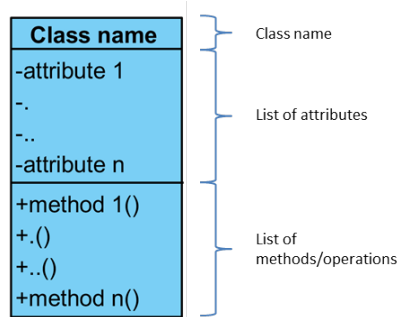 Class name
-attribute 1
-.
-..
-attribute n
+method 1()
+.()
+..()
+method n()
Class name
List of attributes
List of
methods/operations